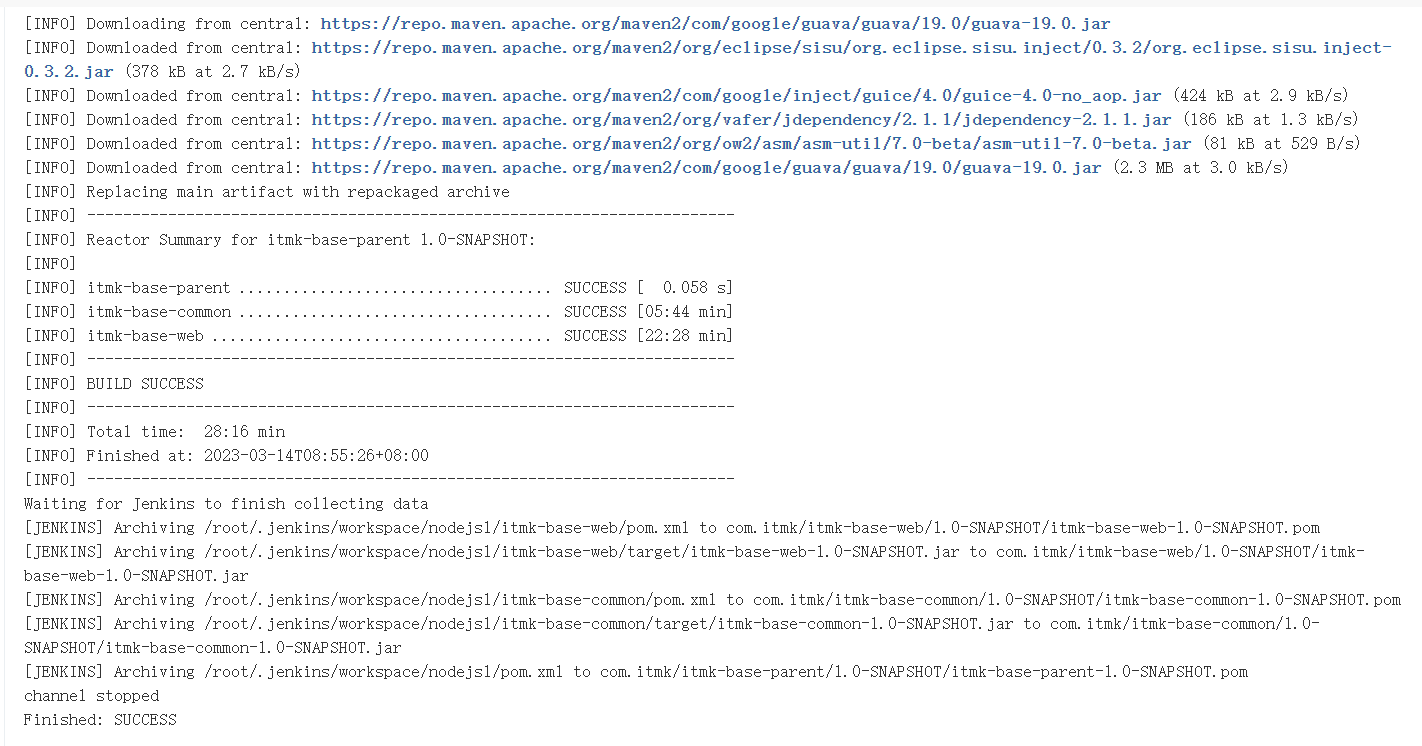 [INFO] Downloading from central: https://repo.maven.apache.org/maven2/com/google/guava/guava/19.0/guava-19.0.jar
[INFO] Downloaded from central: https://repo.maven.apache.org/maven2/org/eclipse/sisu/org.eclipse.sisu.inject/0.3.2/org.eclipse.sisu.inject-
0.3.2.jar (378 kB at 2.7 kB/s)
[INFO] Downloaded from central: https://repo.maven.apache.org/maven2/com/google/inject/guice/4.0/guice-4.0-no_aop.jar (424 kB at 2.9 kB/s)
[INFO] Downloaded from central: https://repo.maven.apache.org/maven2/org/vafer/jdependency/2.1.1/jdependency-2.1.1.jar (186 kB at 1.3 kB/s)
[INFO] Downloaded from central: https://repo.maven.apache.org/maven2/org/ow2/asm/asm-util/7.0-beta/asm-util-7.0-beta.jar (81 kB at 529 B/s)
[INFO] Downloaded from central: https://repo.maven.apache.org/maven2/com/google/guava/guava/19.0/guava-19.0.jar (2.3 MB at 3.0 kB/s)
[INFO] Replacing main artifact with repackaged archive
[INFO] ------------------------------------------------------------------------
[INFO] Reactor Summary for itmk-base-parent 1.0-SNAPSHOT:
[INFO]
[INFO] itmk-base-parent ................................... SUCCESS [  0.058 s]
[INFO] itmk-base-common ................................... SUCCESS [05:44 min]
[INFO] itmk-base-web ...................................... SUCCESS [22:28 min]
[INFO] ------------------------------------------------------------------------
[INFO] BUILD SUCCESS
[INFO] ------------------------------------------------------------------------
[INFO] Total time:  28:16 min
[INFO] Finished at: 2023-03-14T08:55:26+08:00
[INFO] ------------------------------------------------------------------------
Waiting for Jenkins to finish collecting data
[JENKINS] Archiving /root/.jenkins/workspace/nodejs1/itmk-base-web/pom.xml to com.itmk/itmk-base-web/1.0-SNAPSHOT/itmk-base-web-1.0-SNAPSHOT.pom
[JENKINS] Archiving /root/.jenkins/workspace/nodejs1/itmk-base-web/target/itmk-base-web-1.0-SNAPSHOT.jar to com.itmk/itmk-base-web/1.0-SNAPSHOT/itmk-
base-web-1.0-SNAPSHOT.jar
[JENKINS] Archiving /root/.jenkins/workspace/nodejs1/itmk-base-common/pom.xml to com.itmk/itmk-base-common/1.0-SNAPSHOT/itmk-base-common-1.0-SNAPSHOT.pom
[JENKINS] Archiving /root/.jenkins/workspace/nodejs1/itmk-base-common/target/itmk-base-common-1.0-SNAPSHOT.jar to com.itmk/itmk-base-common/1.0-
SNAPSHOT/itmk-base-common-1.0-SNAPSHOT.jar
[JENKINS] Archiving /root/.jenkins/workspace/nodejs1/pom.xml to com.itmk/itmk-base-parent/1.0-SNAPSHOT/itmk-base-parent-1.0-SNAPSHOT.pom
channel stopped
Finished: SUCCESS